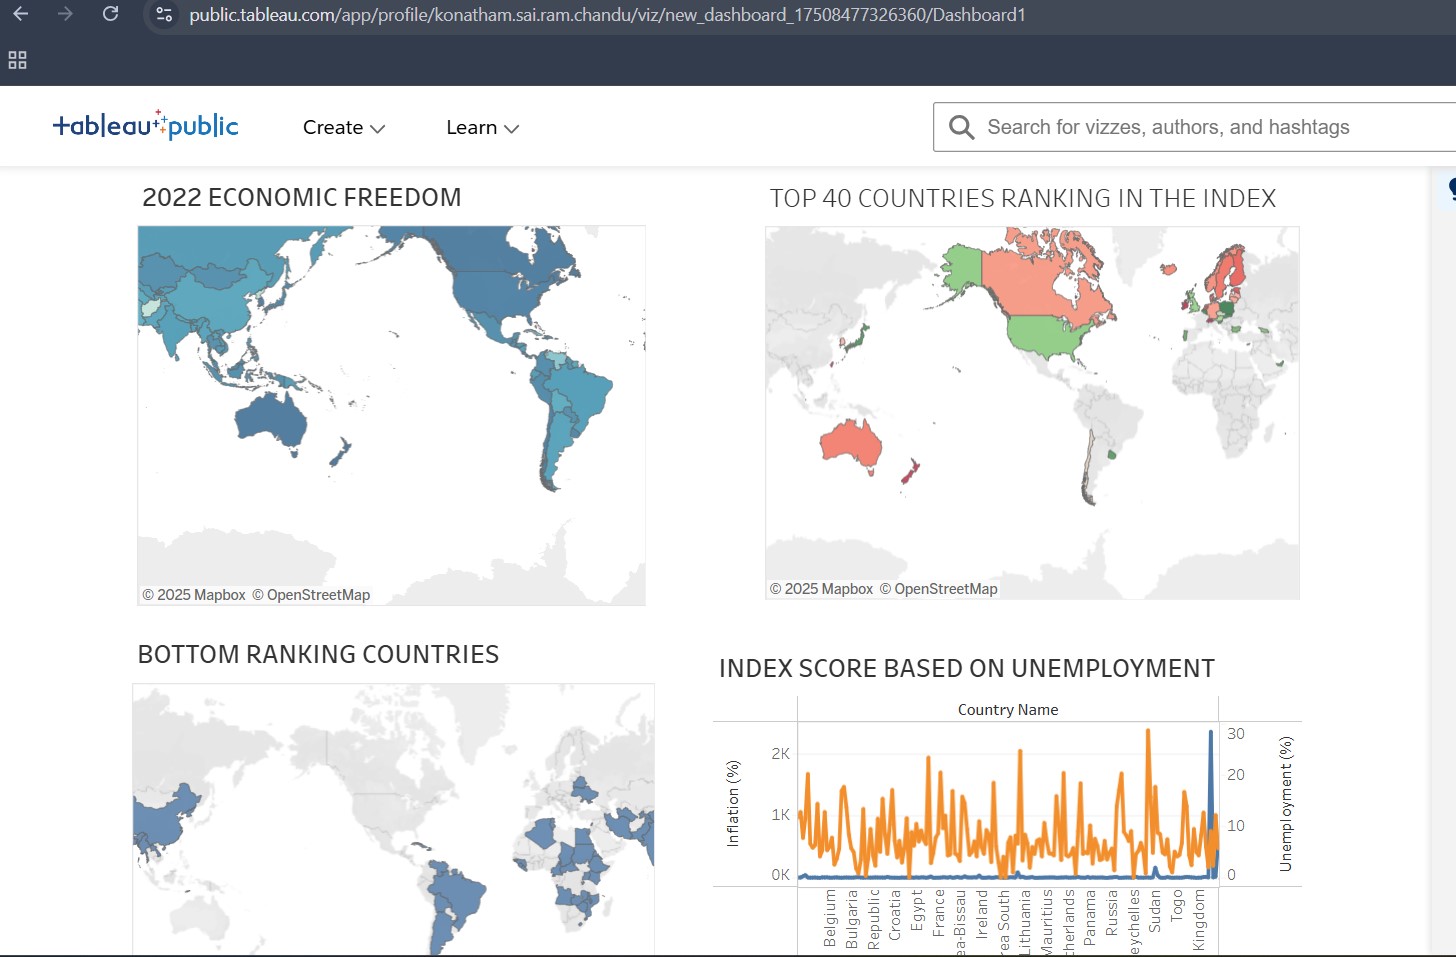 public.tableau.com/app/profile/konatham.sai.ram.chandu/viz/new_dashboard_17508477326360/Dashboard1
tableau public
Create
Learn
Search for vizzes, authors, and hashtags
2022 ECONOMIC FREEDOM
© 2025 Mapbox © OpenStreetMap
TOP 40 COUNTRIES RANKING IN THE INDEX
© 2025 Mapbox © OpenStreetMap
BOTTOM RANKING COUNTRIES
INDEX SCORE BASED ON UNEMPLOYMENT
Country Name
Inflation (%)
2K
1K
0K
30
20
10
0
Unemployment (%)
Belgium
Bulgaria
Republic
Croatia
Egypt
France
ea-Bissau
Ireland
rea South
Lithuania
Mauritius
therlands
Panama
Russia
eychelles
Sudan
Togo
Kingdom